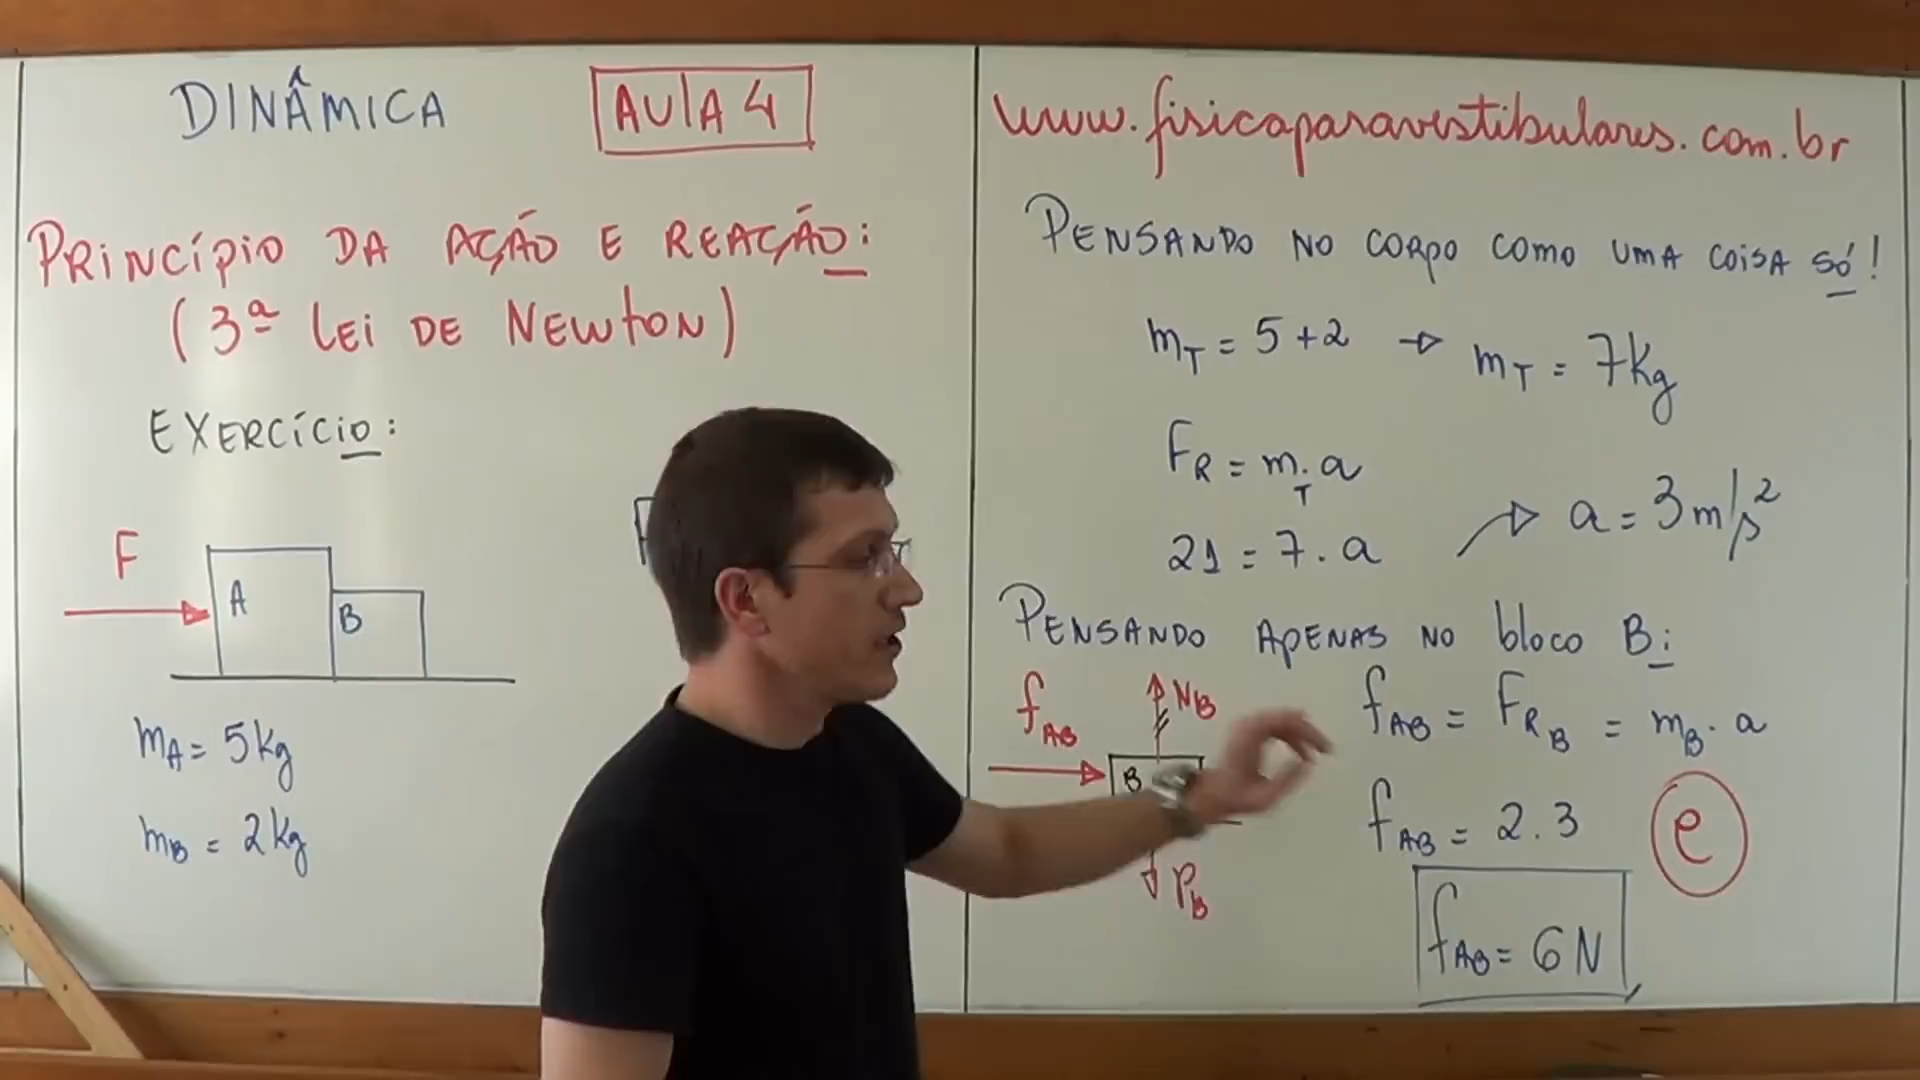 DINÂMICA
AULA 4
PRINCÍPIO DA AÇÃO E REAÇÃO:
(3ª LEI DE NEWTON)
EXERCÍCIO:
F
A
B
mA = 5kg
mB = 2kg
www.fisicaparavestibulares.com.br
PENSANDO NO CORPO COMO UMA COISA SÓ!
mT = 5 + 2 → mT = 7kg
FR = mT . a
21 = 7 . a → a = 3m/s²
PENSANDO APENAS NO bloco B:
fAB
NB
B
PB
fAB = FRB = mB . a
fAB = 2 . 3
e
fAB = 6N